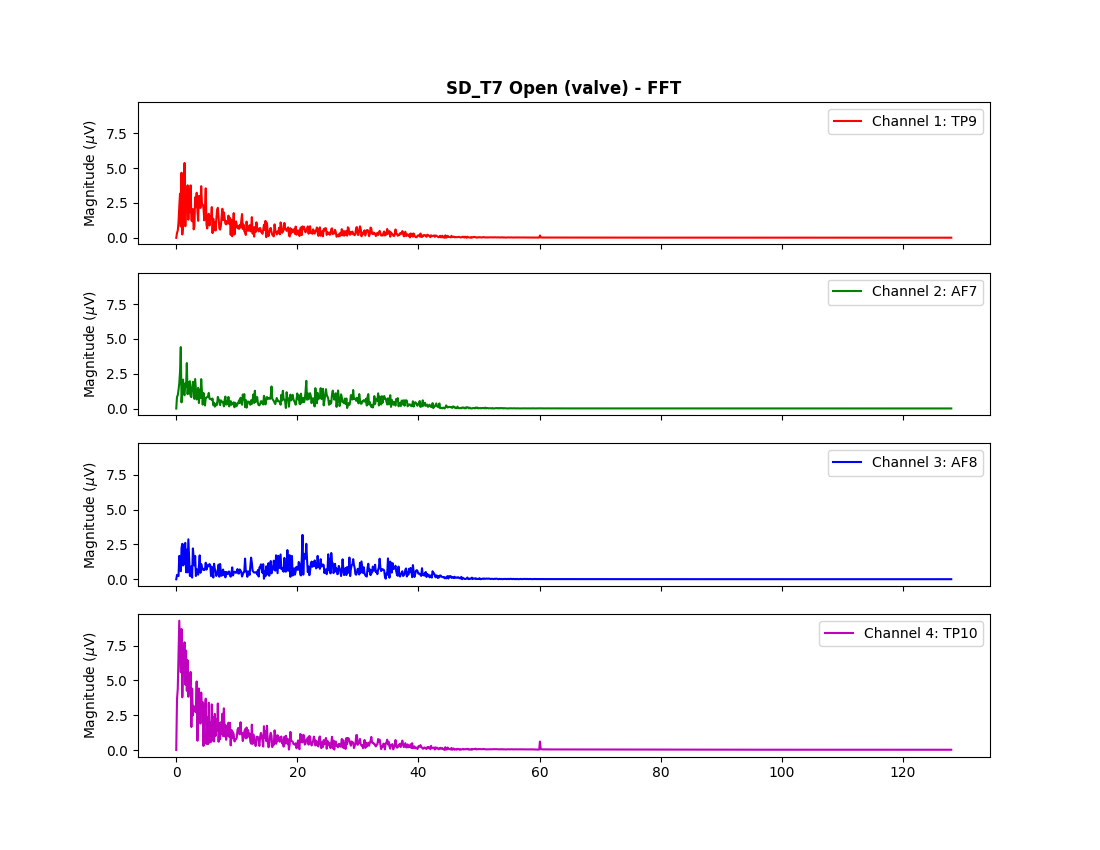 SD_T7 Open (valve) - FFT
Magnitude (μV)
7.5
5.0
2.5
0.0
Channel 1: TP9
Magnitude (μV)
7.5
5.0
2.5
0.0
Channel 2: AF7
Magnitude (μV)
7.5
5.0
2.5
0.0
Channel 3: AF8
Magnitude (μV)
7.5
5.0
2.5
0.0
Channel 4: TP10
0 20 40 60 80 100 120